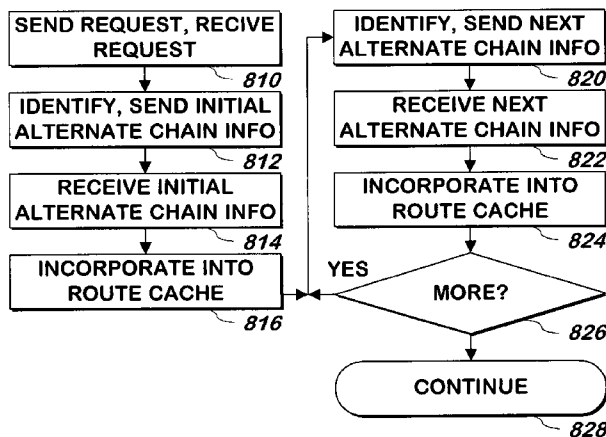 SEND REQUEST, RECIVE
REQUEST
810
IDENTIFY, SEND INITIAL
ALTERNATE CHAIN INFO
812
RECEIVE INITIAL
ALTERNATE CHAIN INFO
814
INCORPORATE INTO
ROUTE CACHE
816
IDENTIFY, SEND NEXT
ALTERNATE CHAIN INFO
820
RECEIVE NEXT
ALTERNATE CHAIN INFO
822
INCORPORATE INTO
ROUTE CACHE
824
YES
MORE?
826
CONTINUE
828